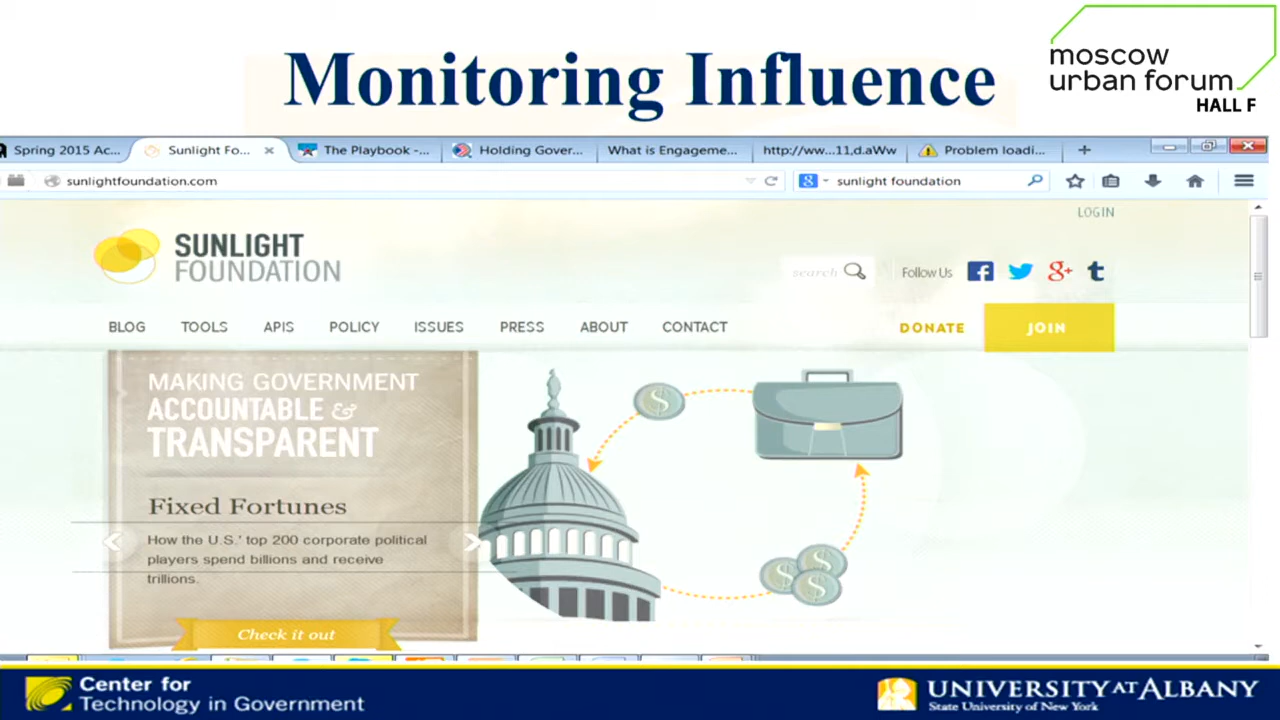 Monitoring Influence
moscow
urban forum
HALL F
Spring 2015 Ac...
Sunlight Fo...
The Playbook -...
Holding Gover...
What is Engageme...
http://ww...11,d.aWw
Problem loadi...
sunlightfoundation.com
sunlight foundation
LOGIN
SUNLIGHT
FOUNDATION
search
Follow Us
BLOG TOOLS APIS POLICY ISSUES PRESS ABOUT CONTACT DONATE JOIN
MAKING GOVERNMENT
ACCOUNTABLE &
TRANSPARENT
Fixed Fortunes
How the U.S.' top 200 corporate political
players spend billions and receive
trillions.
Check it out
Center for
Technology in Government
UNIVERSITY AT ALBANY
State University of New York